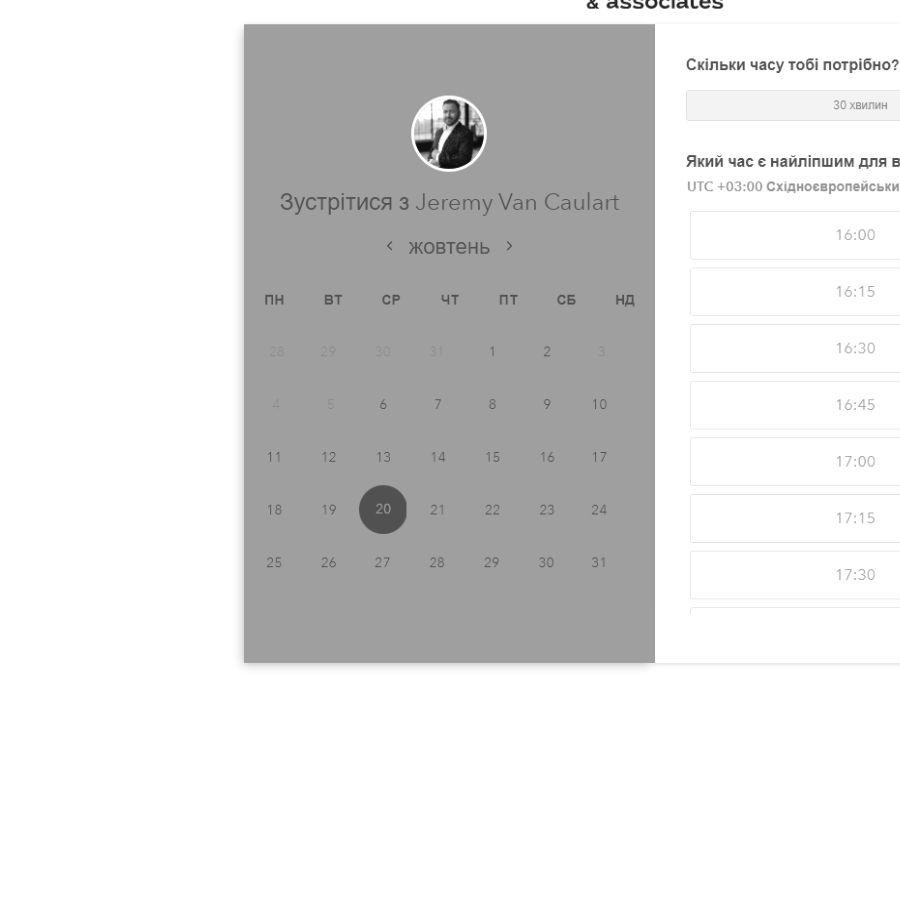 & associates
Зустрітися з Jeremy Van Caulart
жовтень
ПН ВТ СР ЧТ ПТ СБ НД
28 29 30 31 1 2 3
4 5 6 7 8 9 10
11 12 13 14 15 16 17
18 19 20 21 22 23 24
25 26 27 28 29 30 31
Скільки часу тобі потрібно?
30 хвилин
Який час є найліпшим для
UTC +03:00
16:00
16:15
16:30
16:45
17:00
17:15
17:30